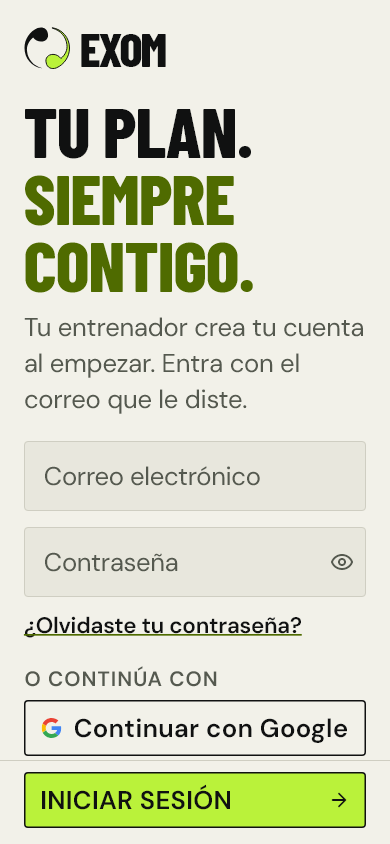 EXOM
TU PLAN.
SIEMPRE
CONTIGO.
Tu entrenador crea tu cuenta
al empezar. Entra con el
correo que le diste.
Correo electrónico
Contraseña
¿Olvidaste tu contraseña?
O CONTINÚA CON
Continuar con Google
INICIAR SESIÓN